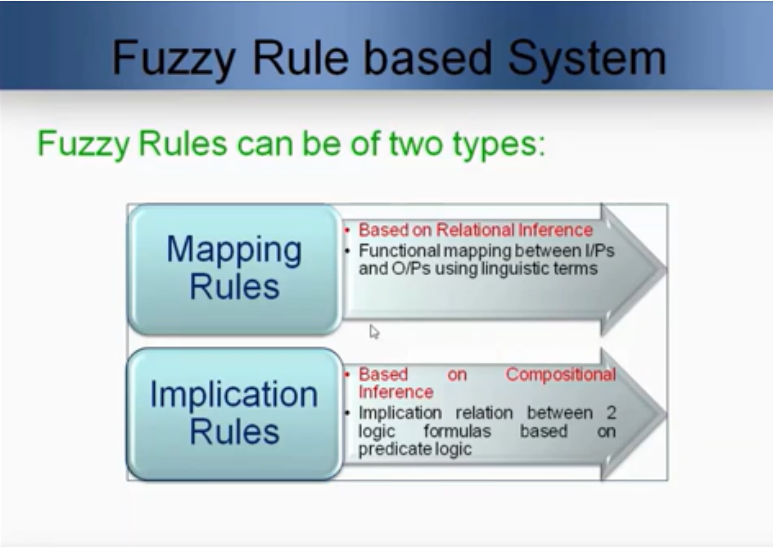 Fuzzy Rule based System
Fuzzy Rules can be of two types:
Mapping
Rules
• Based on Relational Inference
• Functional mapping between I/Ps
and O/Ps using linguistic terms
Implication
Rules
• Based on Compositional
Inference
• Implication relation between 2
logic formulas based on
predicate logic